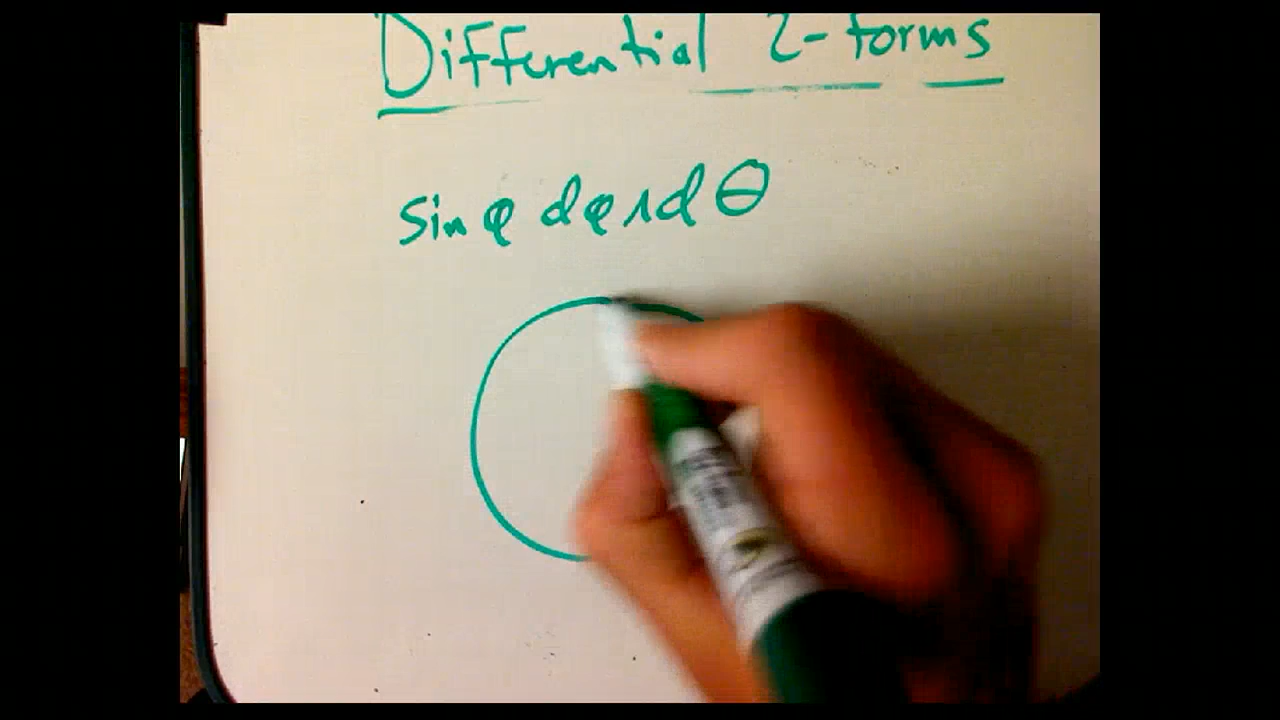 Differential 2-forms
sin φ dφ∧dθ